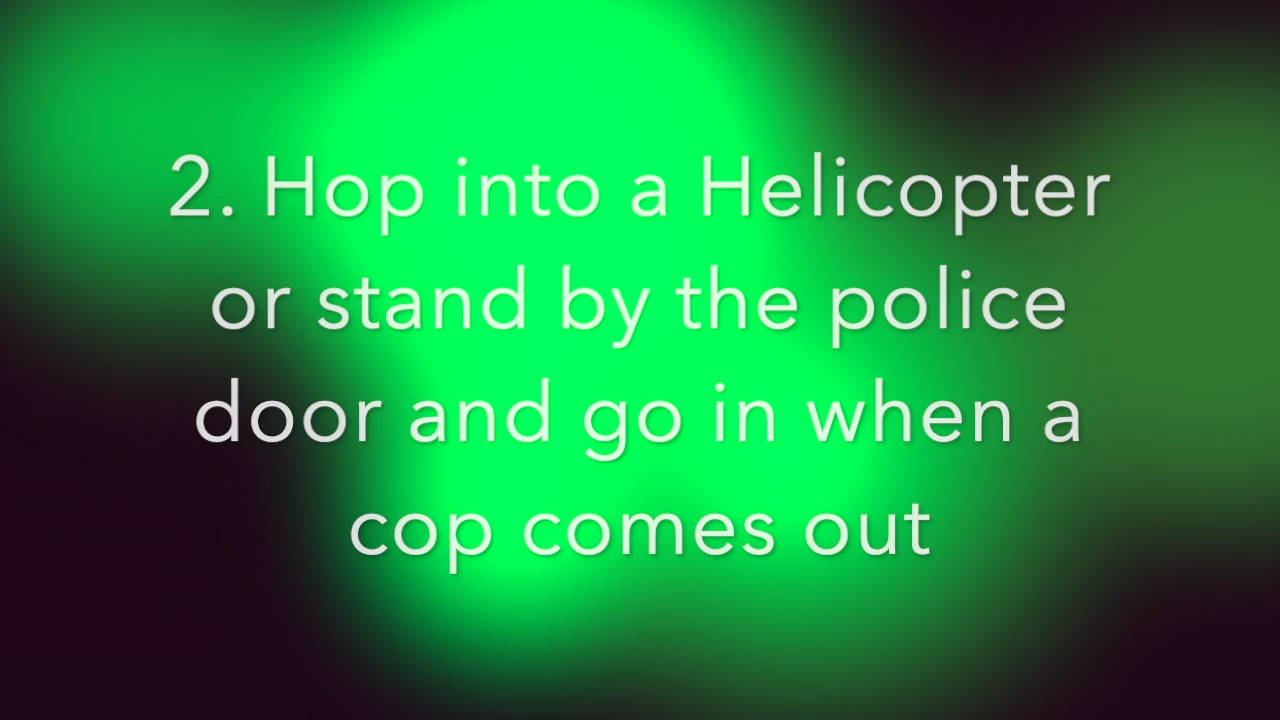 2. Hop into a Helicopter
or stand by the police
door and go in when a
cop comes out